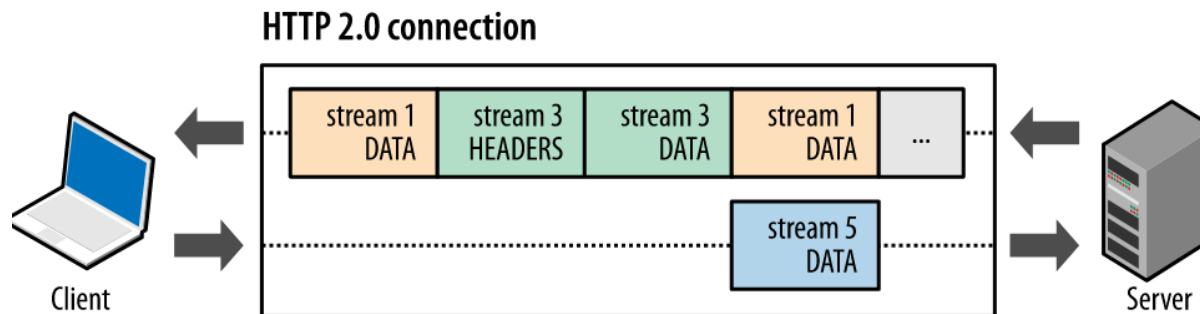 HTTP 2.0 connection
stream 1
DATA
stream 3
HEADERS
stream 3
DATA
stream 1
DATA
...
stream 5
DATA
Client
Server